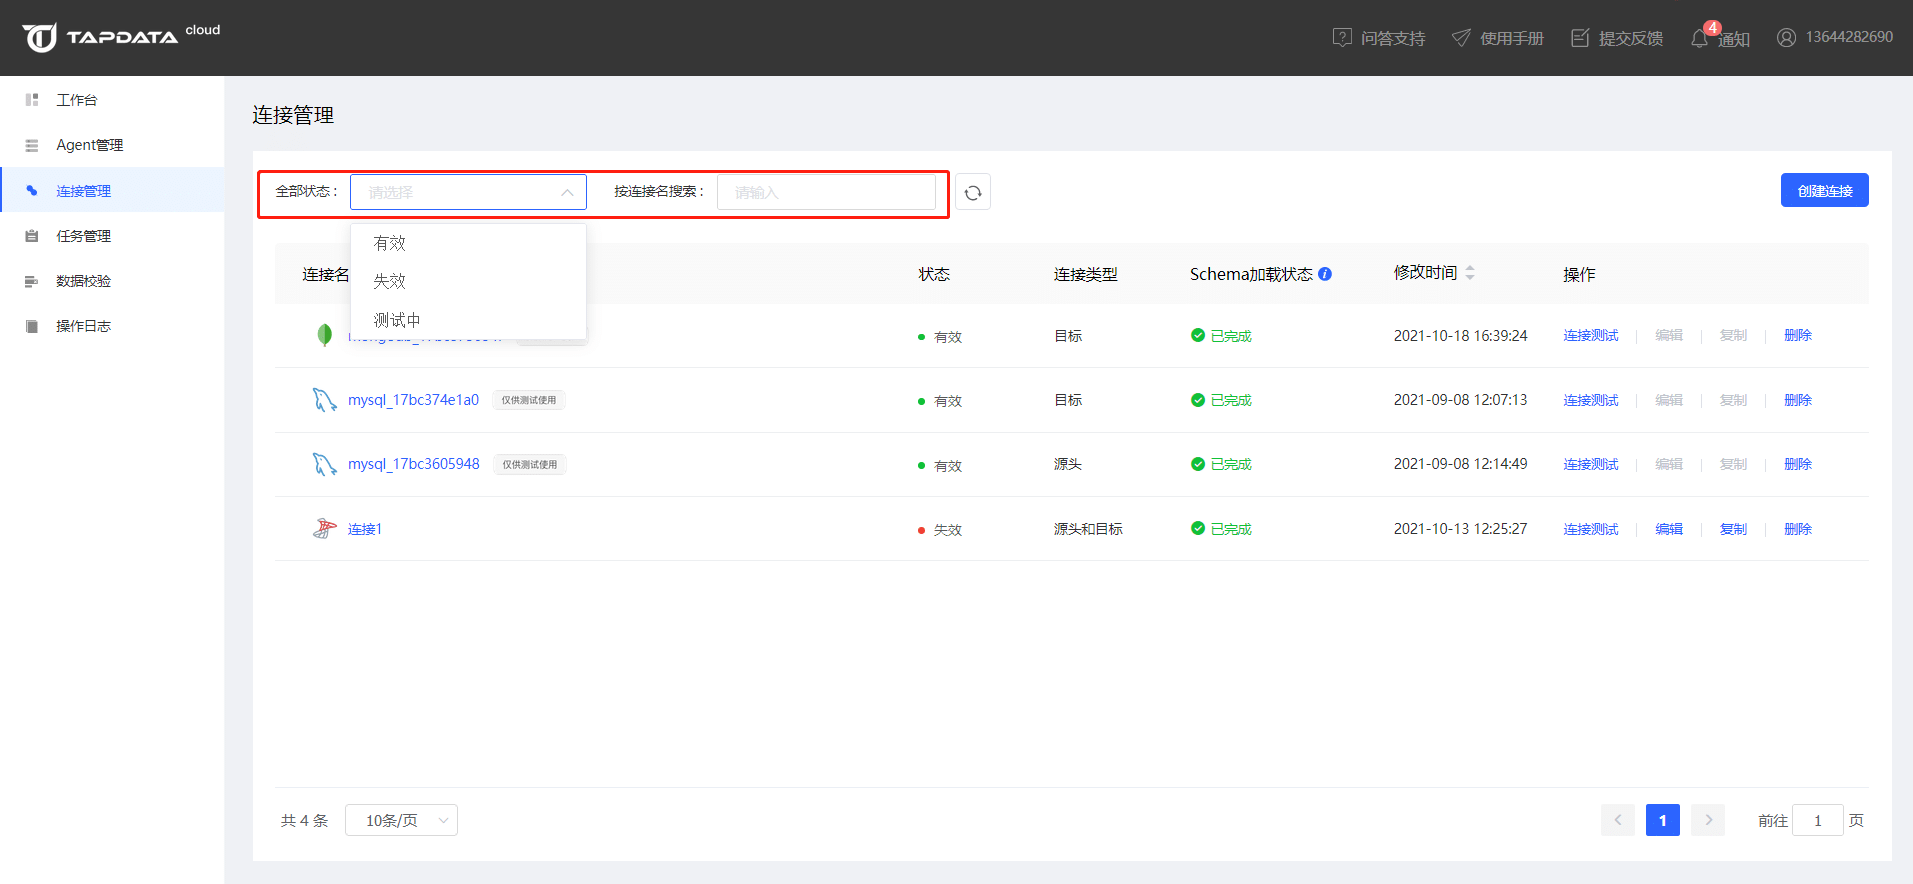 TAPDATA cloud
问答支持 使用手册 提交反馈 4 通知 13644282690
工作台
Agent管理
连接管理
任务管理
数据校验
操作日志
连接管理
全部状态： 请选择 按连接名搜索： 请输入 创建连接
有效
失效
测试中
连接名 状态 连接类型 Schema加载状态 修改时间 操作
有效 目标 已完成 2021-10-18 16:39:24 连接测试 编辑 复制 删除
mysql_17bc374e1a0 仅供测试使用 有效 目标 已完成 2021-09-08 12:07:13 连接测试 编辑 复制 删除
mysql_17bc3605948 仅供测试使用 有效 源头 已完成 2021-09-08 12:14:49 连接测试 编辑 复制 删除
连接1 失效 源头和目标 已完成 2021-10-13 12:25:27 连接测试 编辑 复制 删除
共 4 条 10条/页 1 前往 1 页